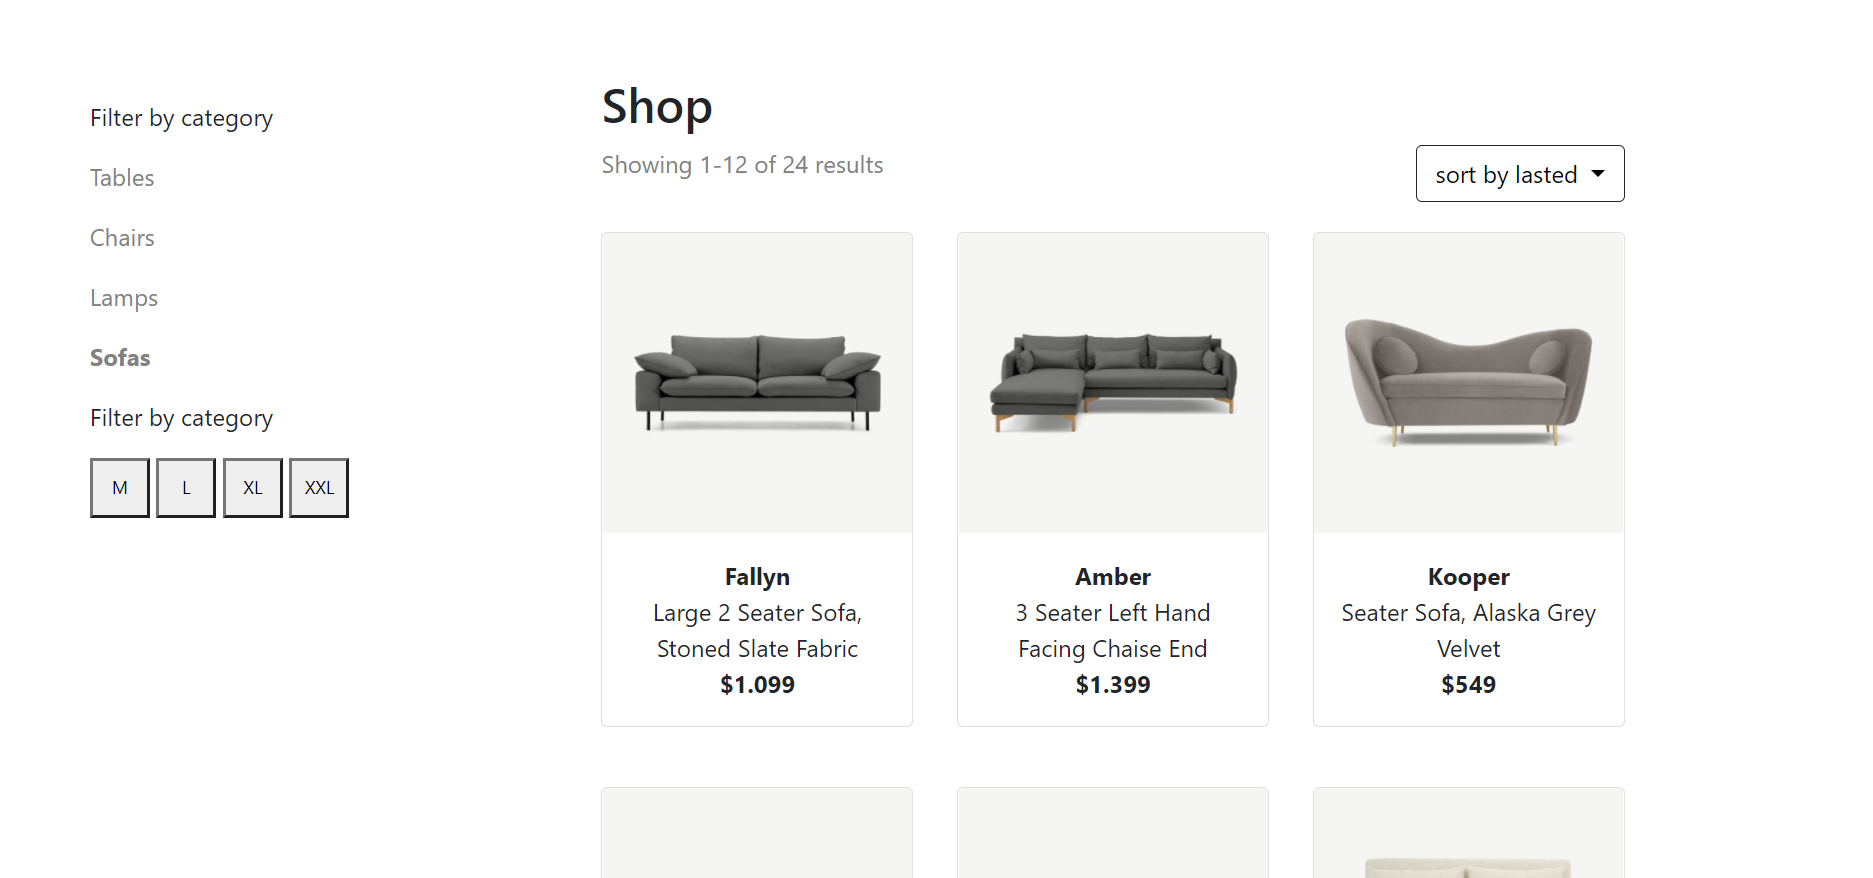 Filter by category
Tables
Chairs
Lamps
Sofas
Filter by category
M L XL XXL
Shop
Showing 1-12 of 24 results
sort by lasted
Fallyn
Large 2 Seater Sofa,
Stoned Slate Fabric
$1.099
Amber
3 Seater Left Hand
Facing Chaise End
$1.399
Kooper
Seater Sofa, Alaska Grey
Velvet
$549